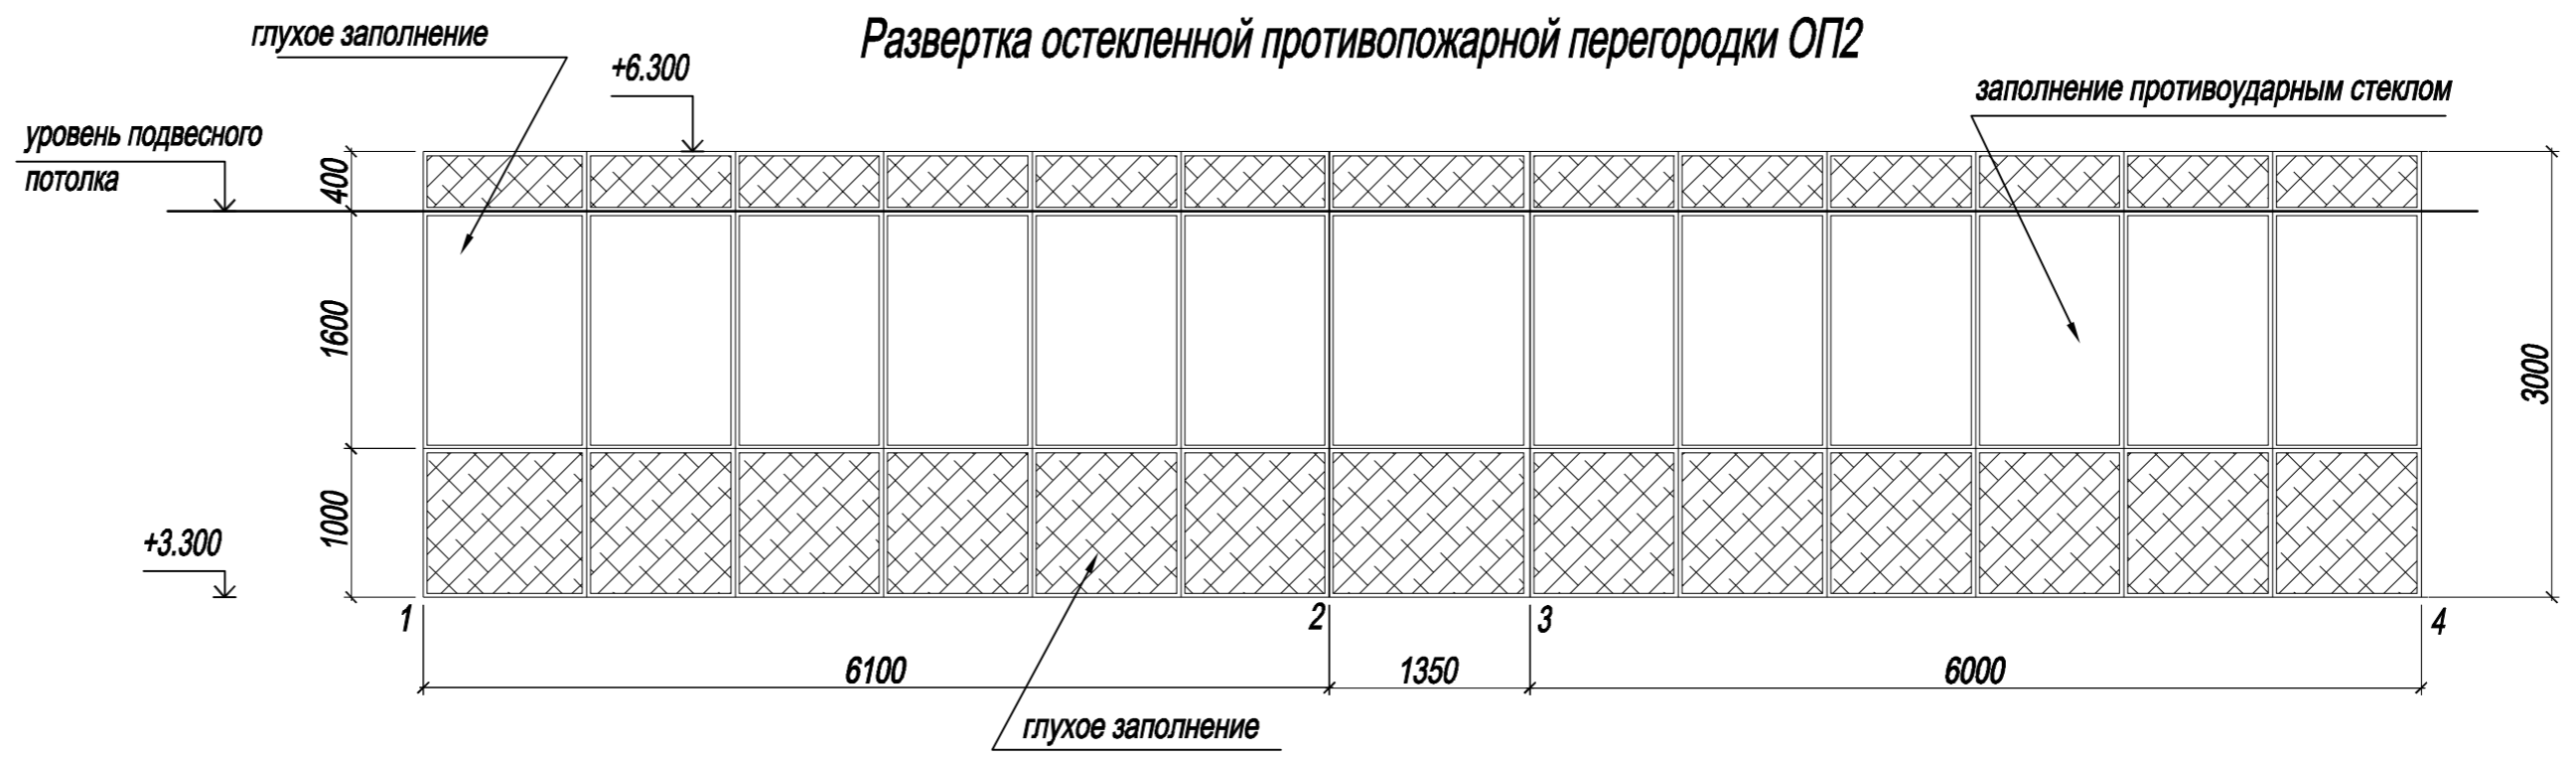 Развертка остекленной противопожарной перегородки ОП2
глухое заполнение
+6.300
заполнение противоударным стеклом
уровень подвесного
потолка
400
1600
1000
3000
+3.300
1
2
3
4
6100
1350
6000
глухое заполнение